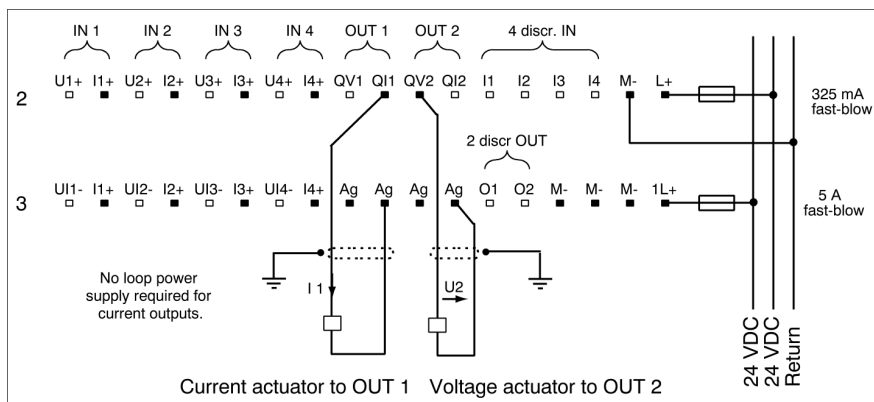 IN 1 IN 2 IN 3 IN 4 OUT 1 OUT 2 4 discr. IN
U1+ I1+ U2+ I2+ U3+ I3+ U4+ I4+ QV1 QI1 QV2 QI2 I1 I2 I3 I4 M- L+
2
325 mA
fast-blow
2 discr OUT
UI1- I1+ UI2- I2+ UI3- I3+ UI4- I4+ Ag Ag Ag Ag O1 O2 M- M- M- 1L+
3
5 A
fast-blow
No loop power
supply required for
current outputs.
I 1
U2
24 VDC
24 VDC
Return
Current actuator to OUT 1 Voltage actuator to OUT 2